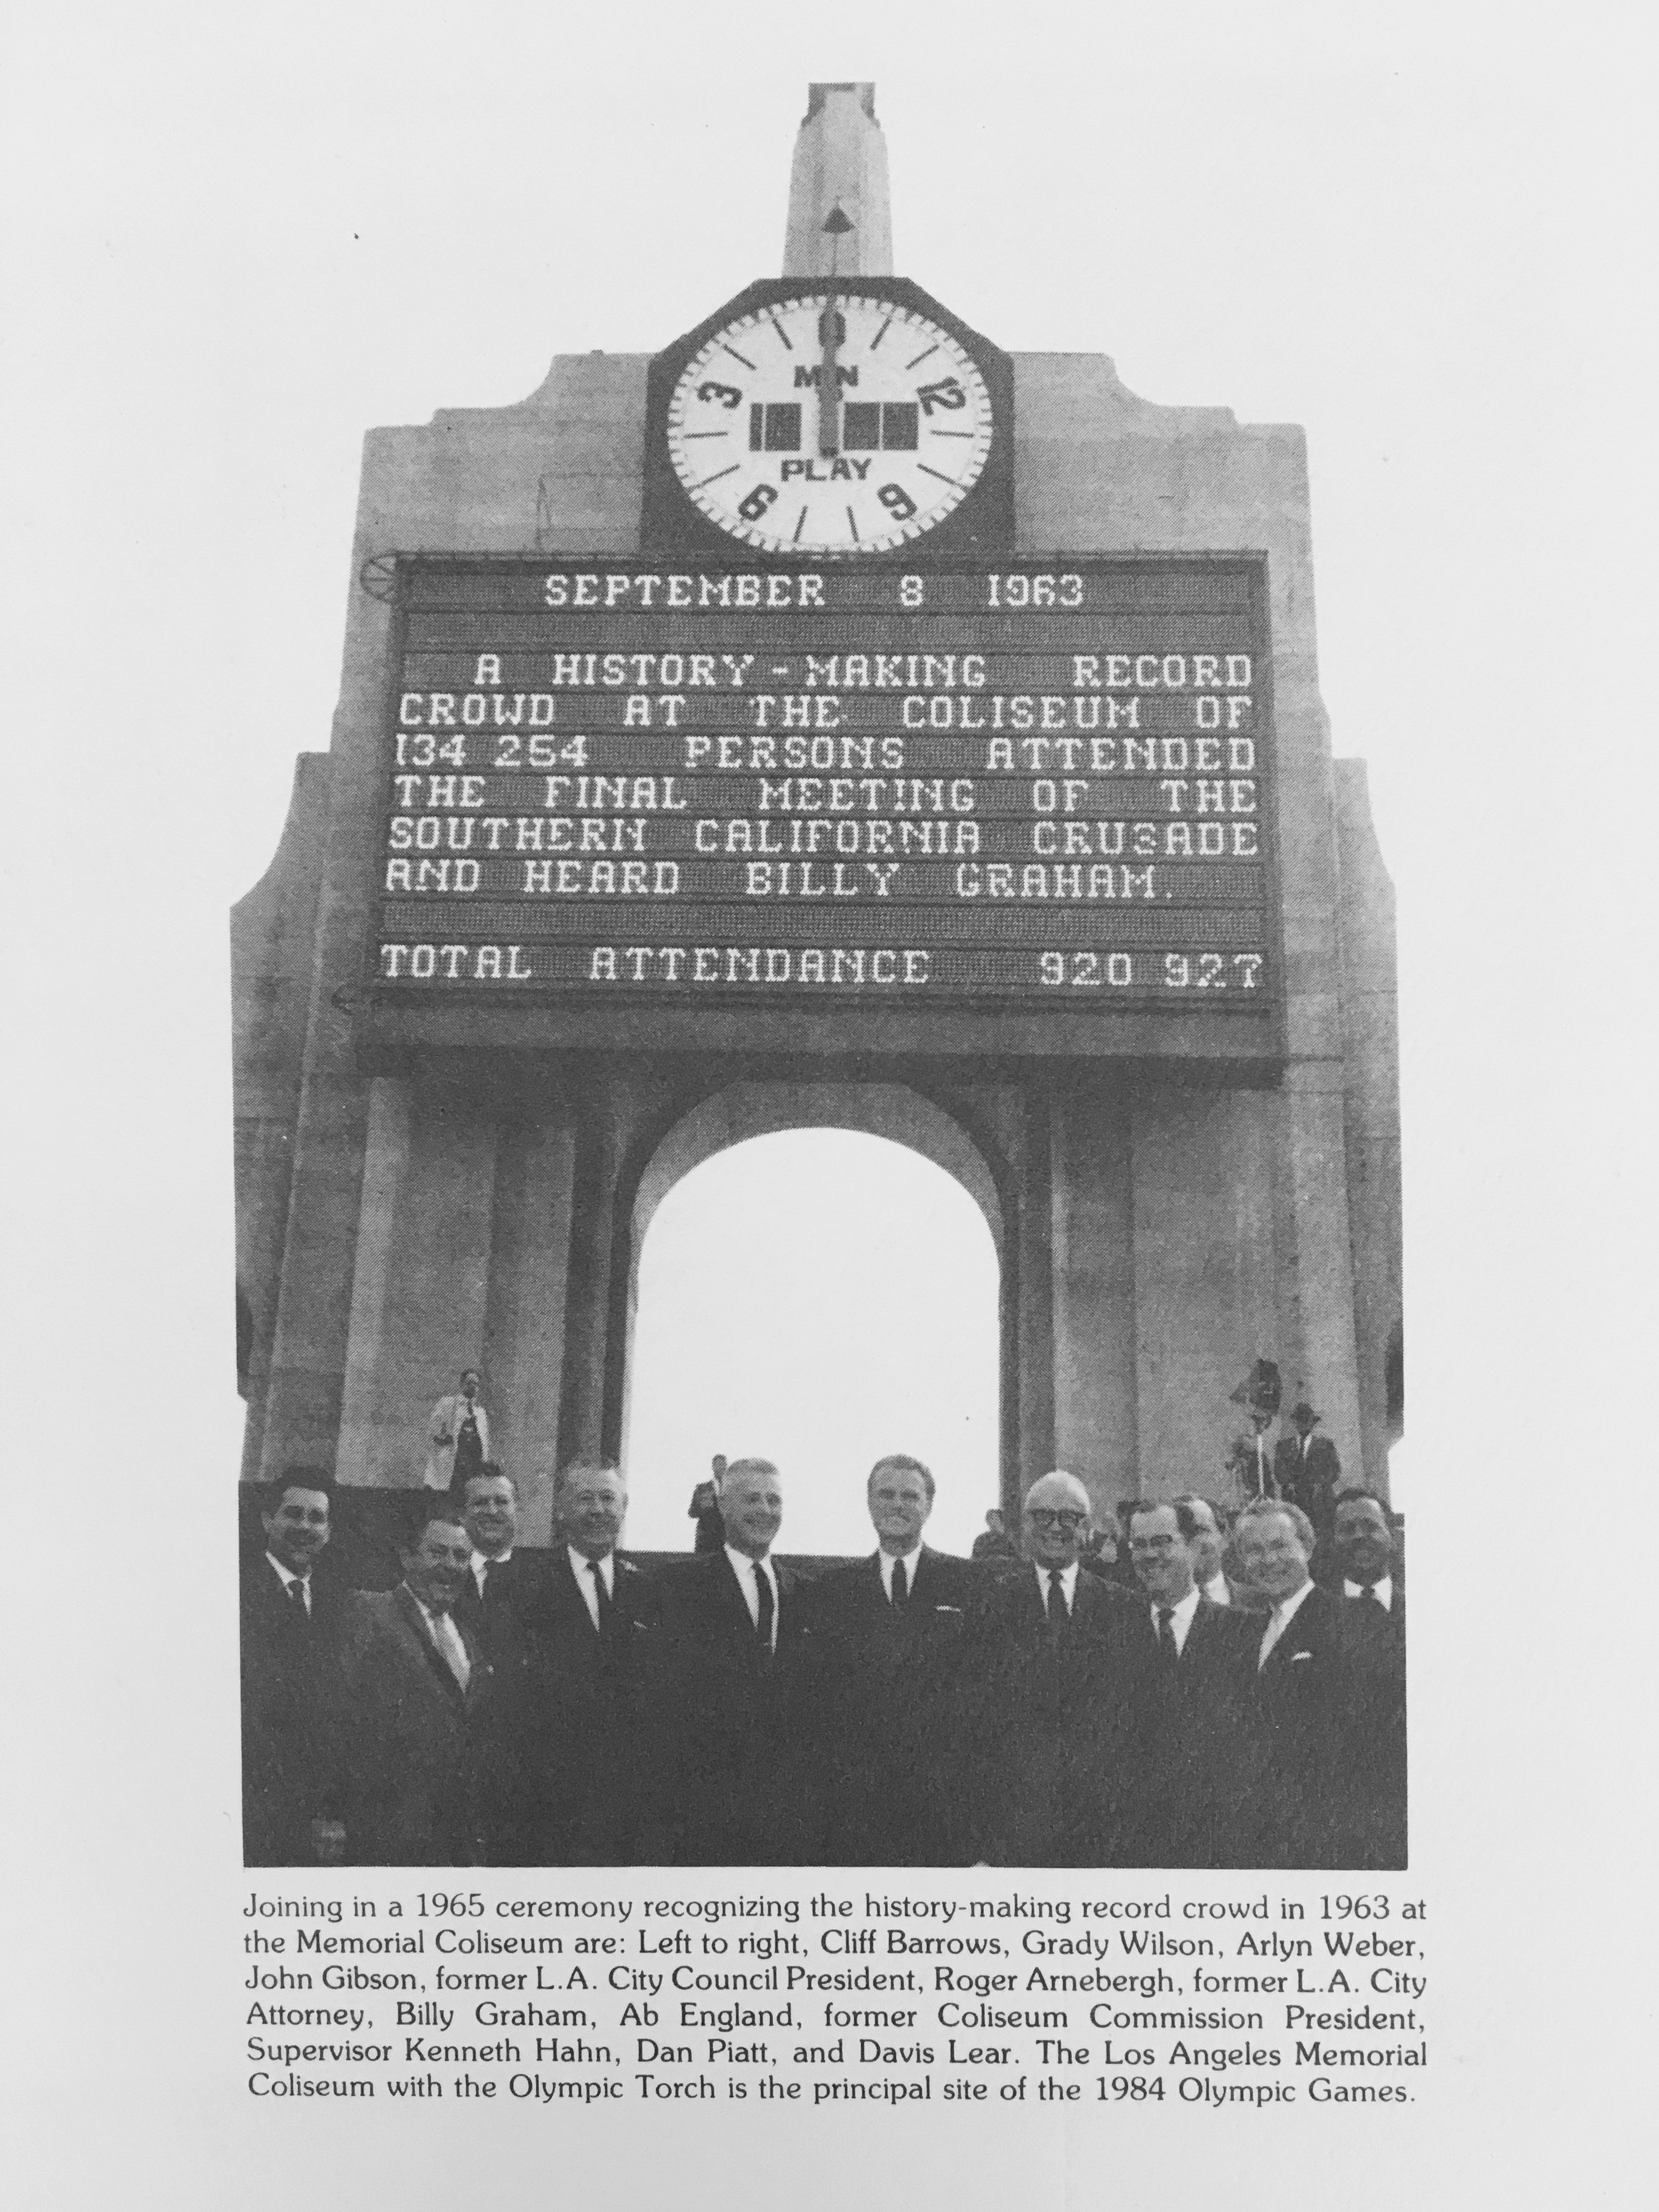 0
MIN
3
12
PLAY
6
9
SEPTEMBER 8 1963
A HISTORY-MAKING RECORD
CROWD AT THE COLISEUM OF
134 254 PERSONS ATTENDED
THE FINAL MEETING OF THE
SOUTHERN CALIFORNIA CRUSADE
AND HEARD BILLY GRAHAM.
TOTAL ATTENDANCE 920 927
Joining in a 1965 ceremony recognizing the history-making record crowd in 1963 at
the Memorial Coliseum are: Left to right, Cliff Barrows, Grady Wilson, Arlyn Weber,
John Gibson, former L.A. City Council President, Roger Arnebergh, former L.A. City
Attorney, Billy Graham, Ab England, former Coliseum Commission President,
Supervisor Kenneth Hahn, Dan Piatt, and Davis Lear. The Los Angeles Memorial
Coliseum with the Olympic Torch is the principal site of the 1984 Olympic Games.